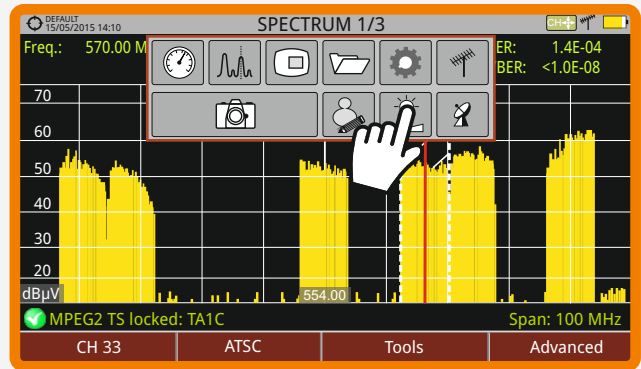 DEFAULT
15/05/2015 14:10
SPECTRUM 1/3
CH
Freq.: 570.00 M
ER: 1.4E-04
BER: <1.0E-08
70
60
50
40
30
20
dBµV
554.00
MPEG2 TS locked: TA1C
Span: 100 MHz
CH 33
ATSC
Tools
Advanced